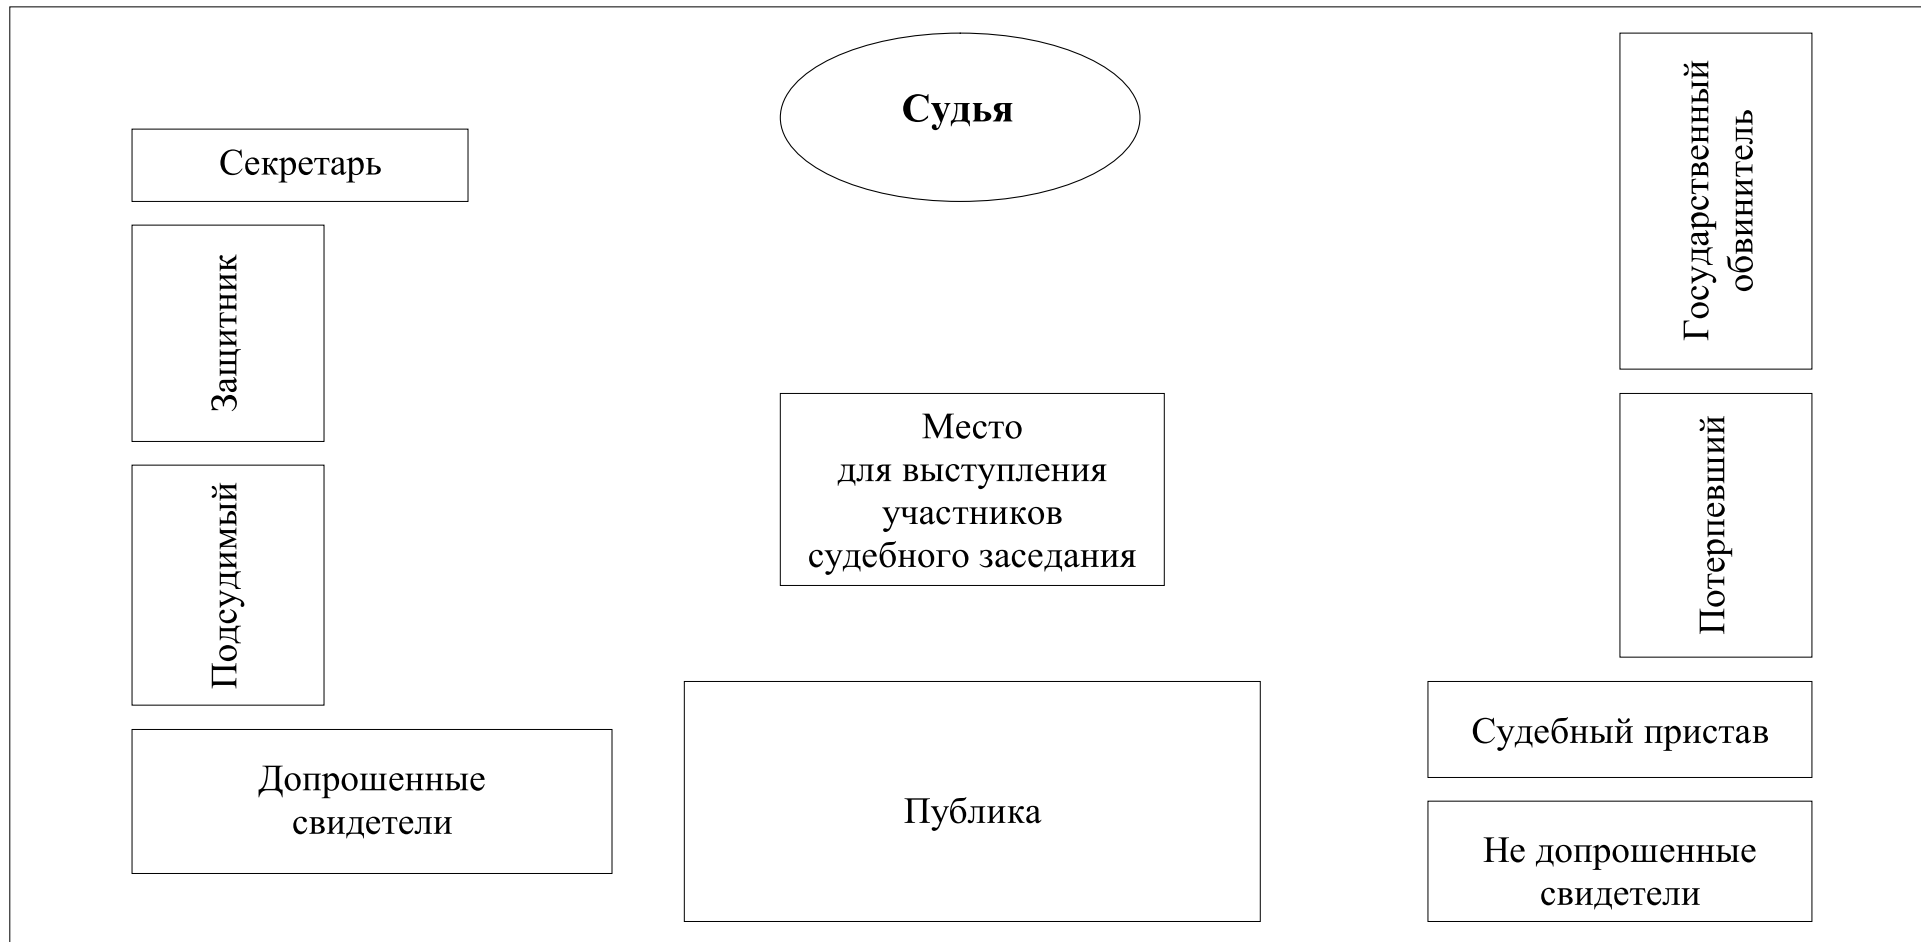 Судья
Секретарь
Государственный
обвинитель
Защитник
Место
для выступления
участников
судебного заседания
Потерпевший
Подсудимый
Судебный пристав
Допрошенные
свидетели
Публика
Не допрошенные
свидетели